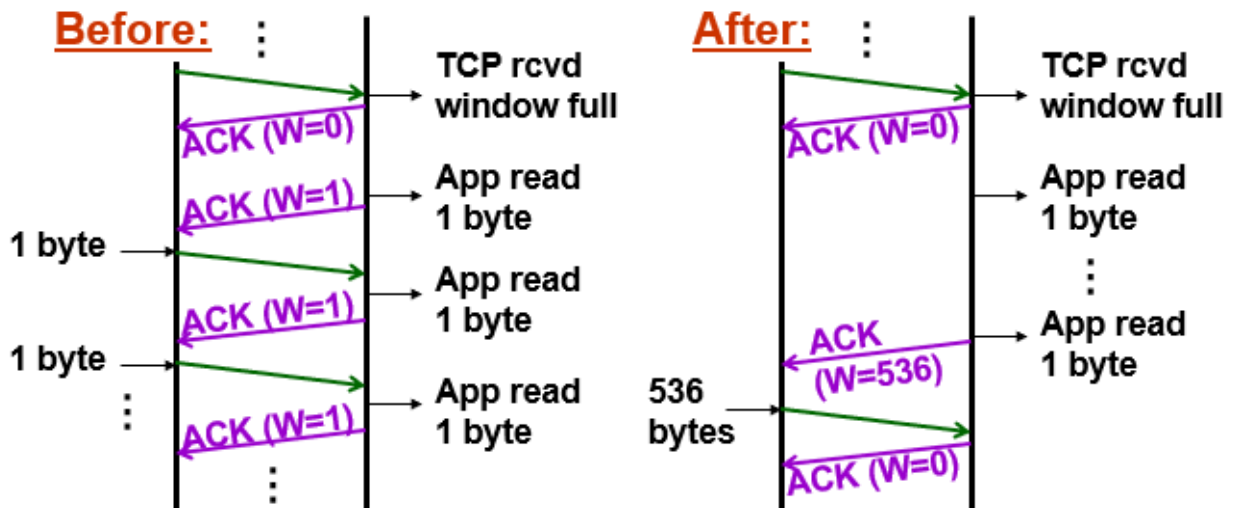 Before:
TCP rcvd
window full
ACK (W=0)
App read
1 byte
ACK (W=1)
1 byte
App read
1 byte
ACK (W=1)
1 byte
App read
1 byte
ACK (W=1)
After:
TCP rcvd
window full
ACK (W=0)
App read
1 byte
App read
1 byte
ACK
(W=536)
536
bytes
ACK (W=0)